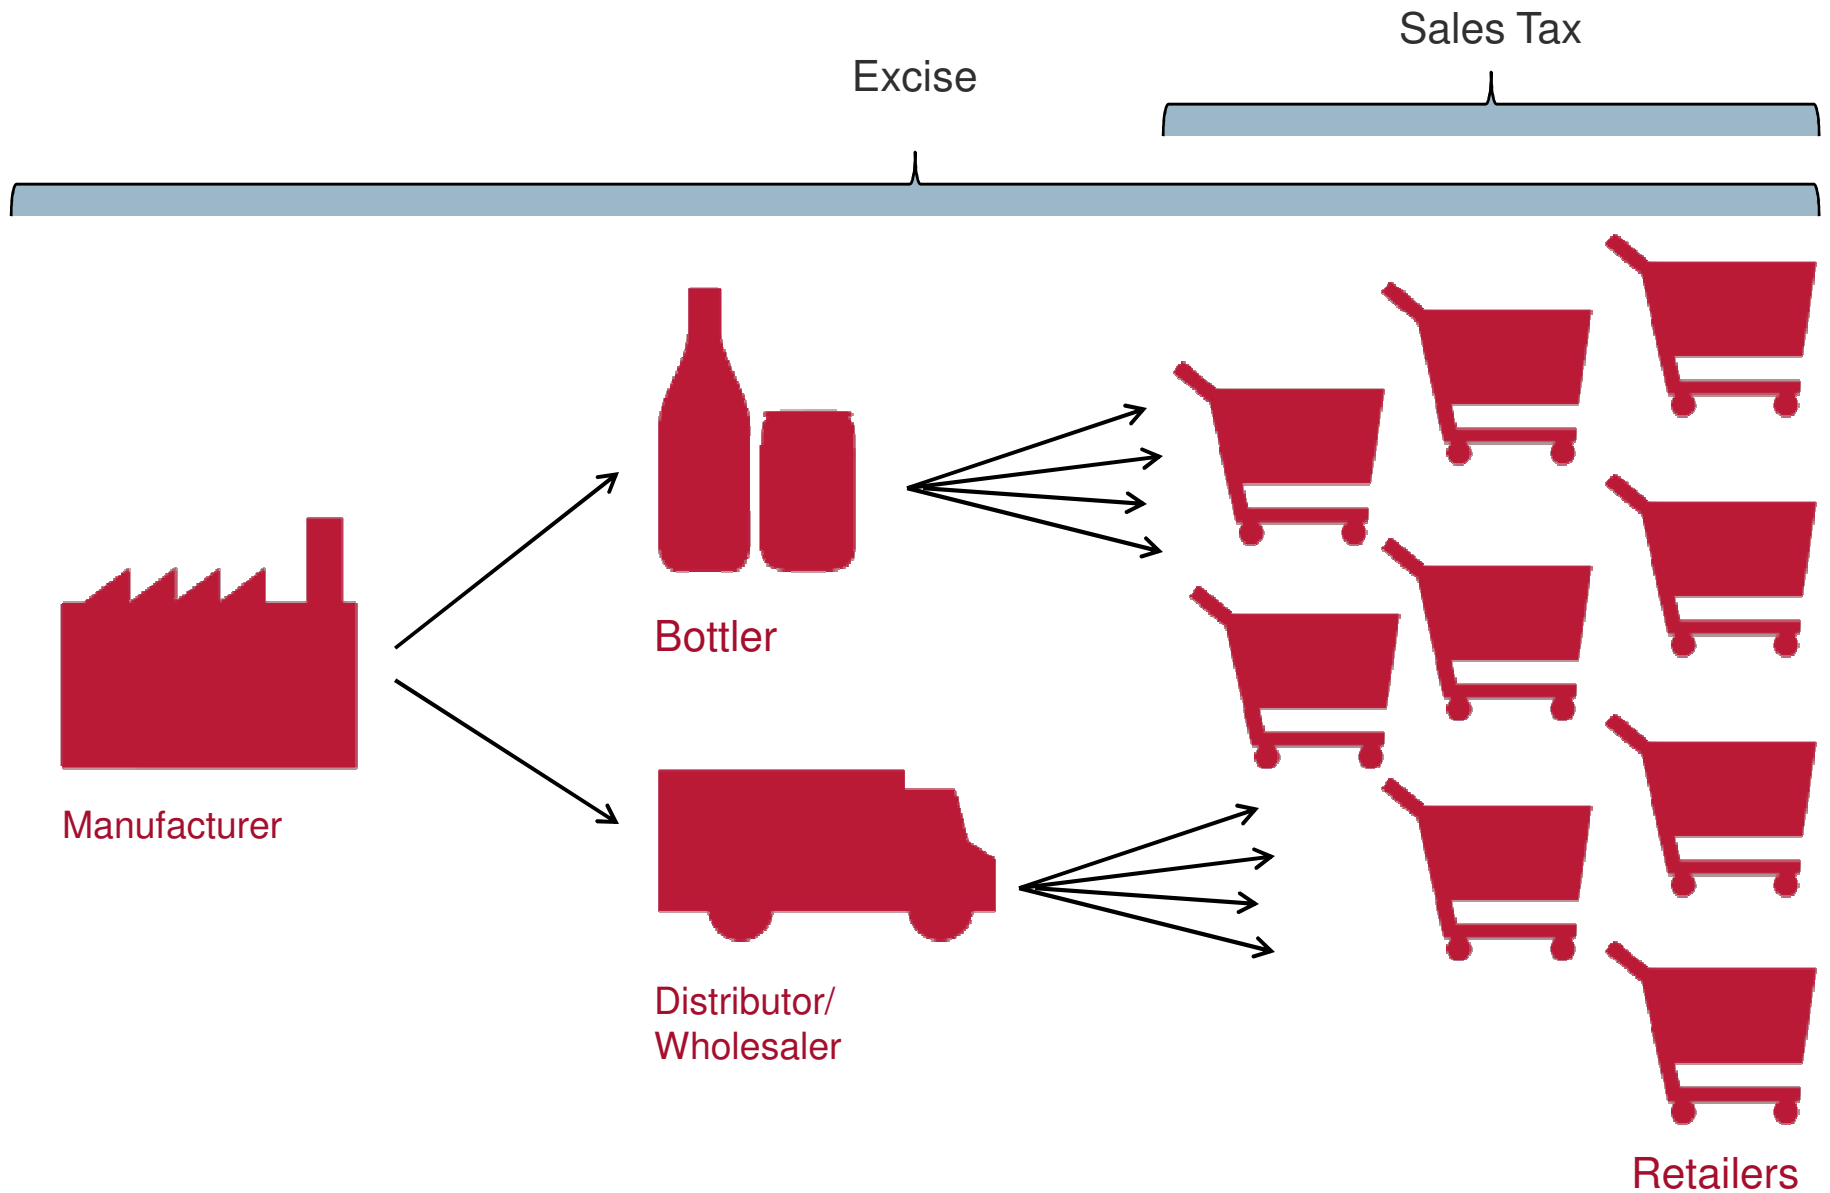 Sales Tax
Excise
Bottler
Manufacturer
Distributor/
Wholesaler
Retailers